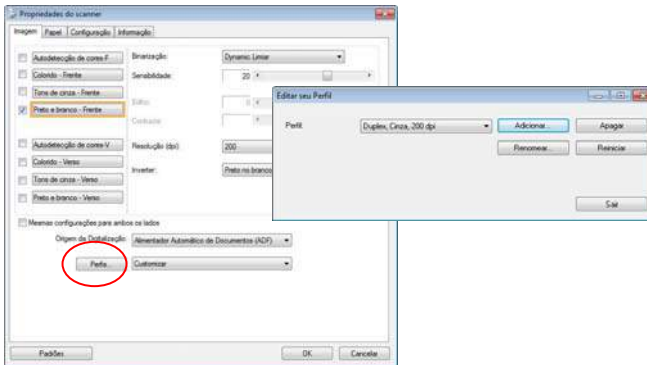 Propriedades do scanner
Imagem Papel Configuração Informação
Autodetecção de cores F
Colorido - Frente
Tons de cinza - Frente
Preto e branco - Frente
Autodetecção de cores V
Colorido - Verso
Tons de cinza - Verso
Preto e branco - Verso
Binarização: Dynamic Limiar
Sensibilidade: 20
Brilho: 0
Contraste:
Resolução (dpi): 200
Inverter: Preto no branco
Mesmas configurações para ambos os lados
Origem da Digitalização: Alimentador Automático de Documentos (ADF)
Perfis... Customizar
Padrões OK Cancelar
Editar seu Perfil
Perfil: Duplex, Cinza, 200 dpi Adicionar... Apagar
Renomear... Reiniciar
Sair